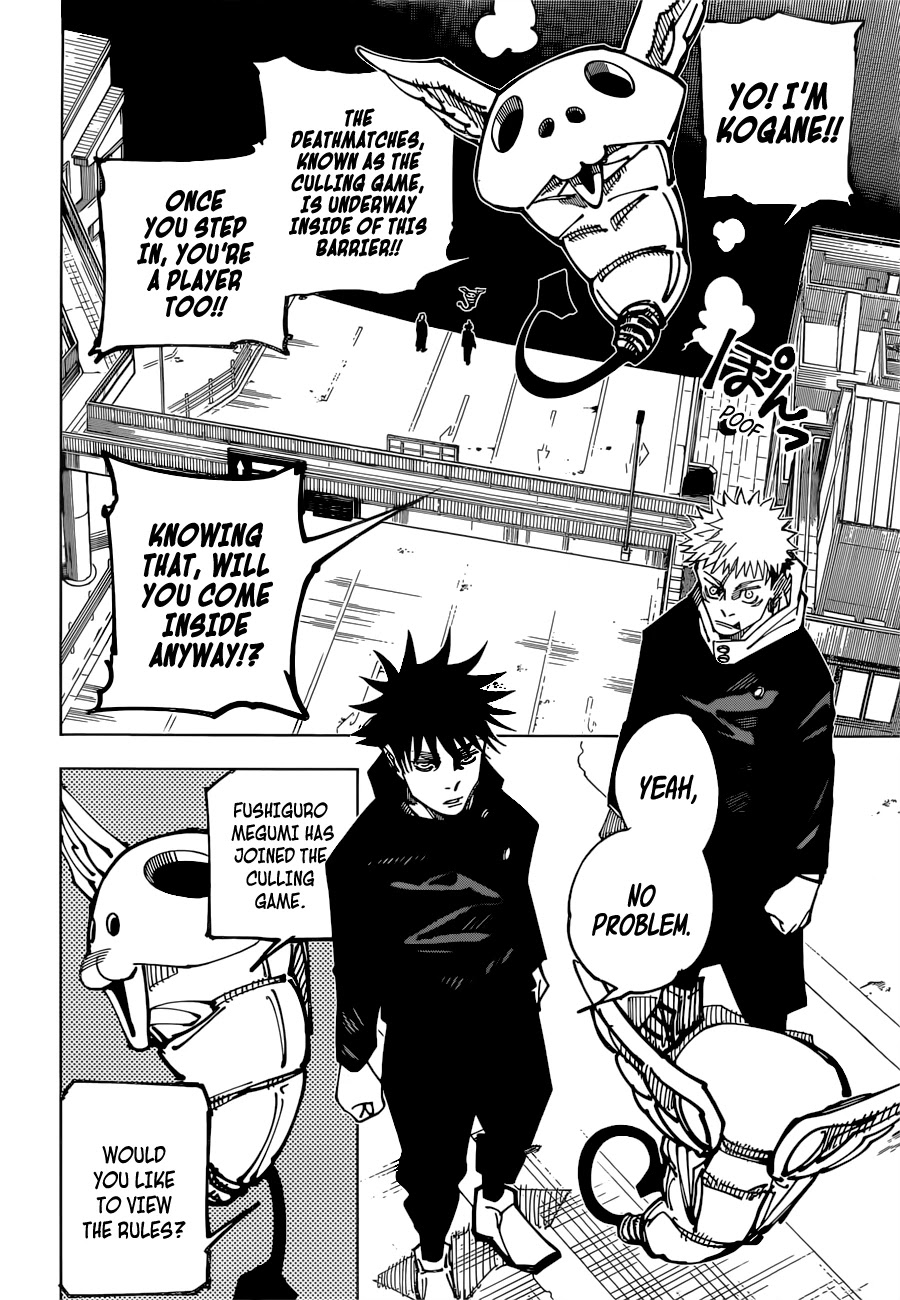 YO! I'M
KOGANE!!
THE
DEATHMATCHES,
KNOWN AS THE
CULLING GAME,
IS UNDERWAY
INSIDE OF THIS
BARRIER!!
ONCE
YOU STEP
IN, YOU'RE
A PLAYER
TOO!!
ぽんっ
POOF
KNOWING
THAT, WILL
YOU COME
INSIDE
ANYWAY!?
YEAH,
NO
PROBLEM.
FUSHIGURO
MEGUMI HAS
JOINED THE
CULLING
GAME.
WOULD
YOU LIKE
TO VIEW
THE RULES?